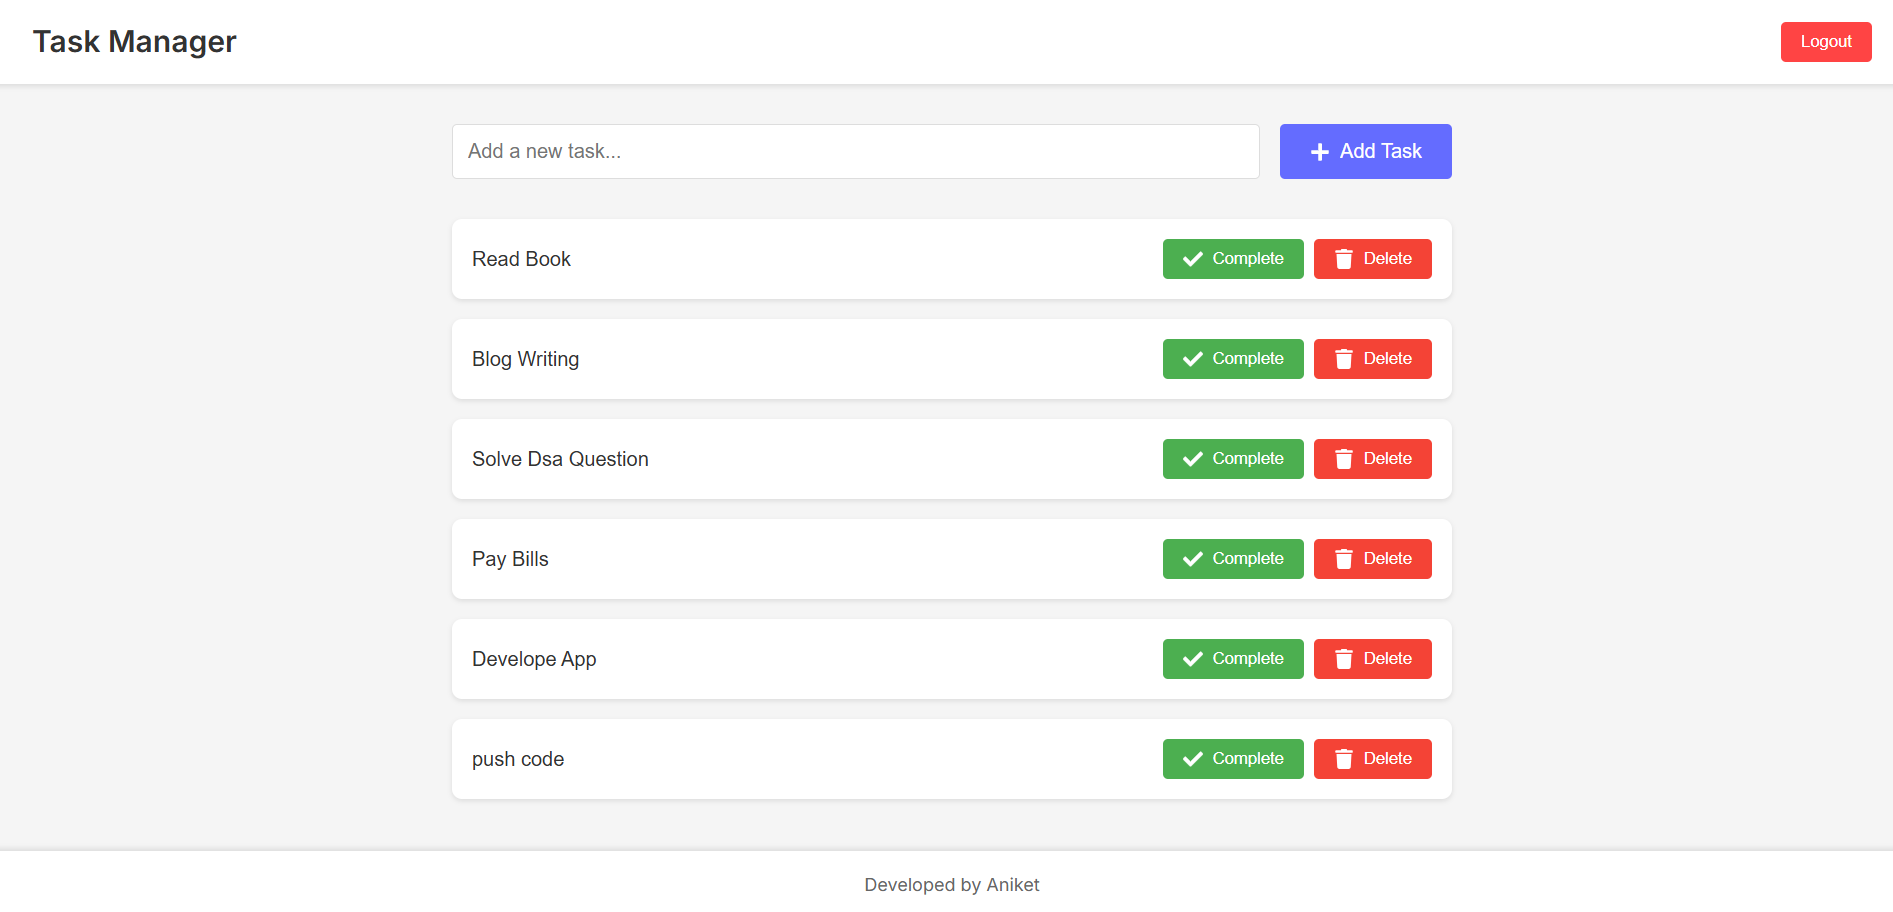 Task Manager
Logout
Add a new task...
Add Task
Read Book
Complete
Delete
Blog Writing
Complete
Delete
Solve Dsa Question
Complete
Delete
Pay Bills
Complete
Delete
Develope App
Complete
Delete
push code
Complete
Delete
Developed by Aniket